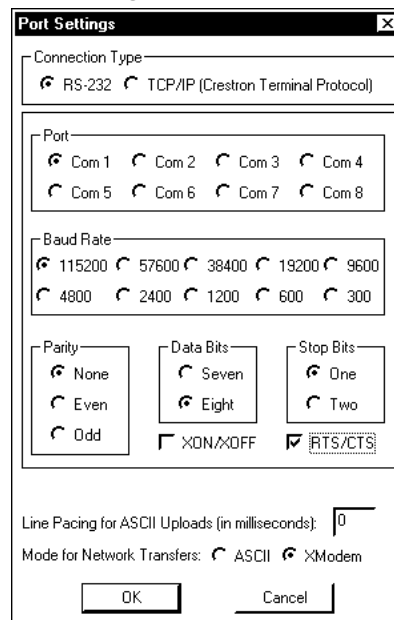 Port Settings
Connection Type
RS-232 TCP/IP (Crestron Terminal Protocol)
Port
Com 1 Com 2 Com 3 Com 4
Com 5 Com 6 Com 7 Com 8
Baud Rate
115200 57600 38400 19200 9600
4800 2400 1200 600 300
Parity
None
Even
Odd
Data Bits
Seven
Eight
Stop Bits
One
Two
XON/XOFF
RTS/CTS
Line Pacing for ASCII Uploads (in milliseconds): 0
Mode for Network Transfers: ASCII XModem
OK Cancel